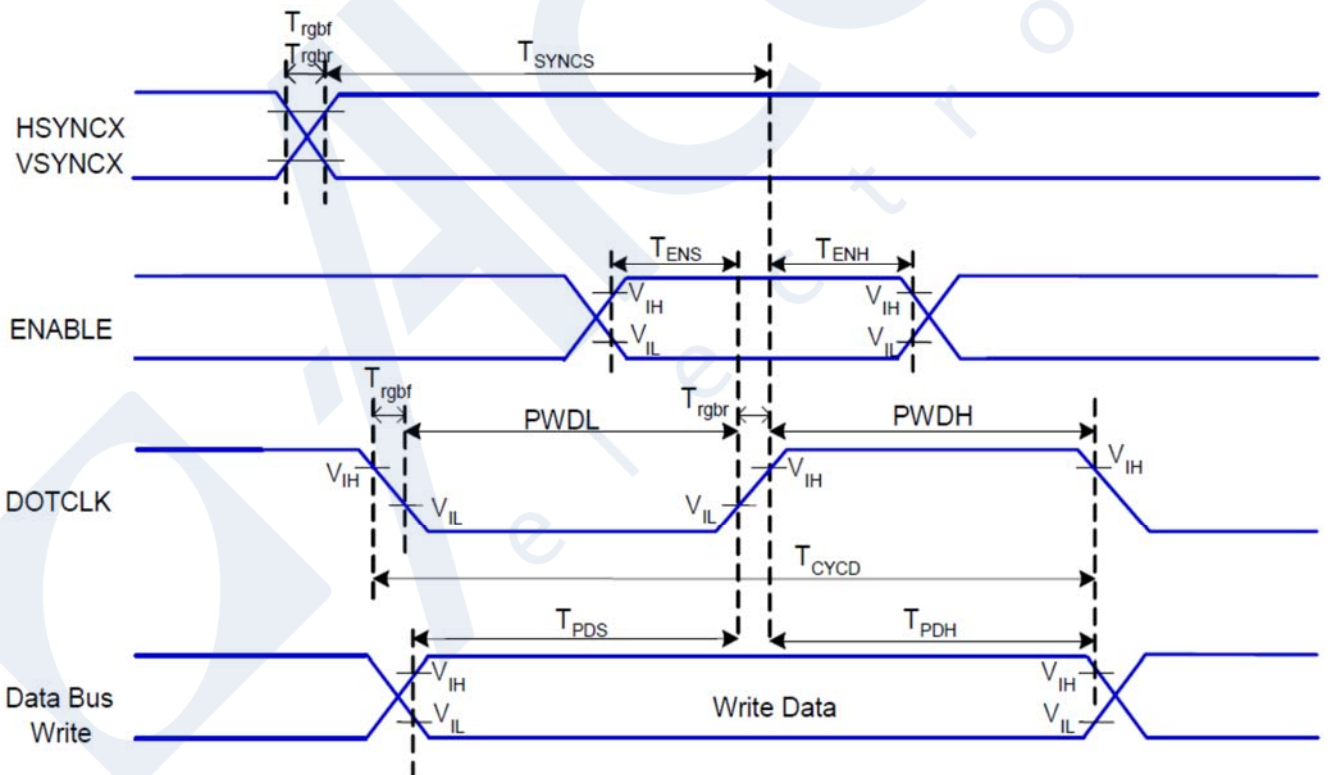 Trgbf
Trgbr
TSYNCS
HSYNCX
VSYNCX
TENS
TENH
VIH
VIH
ENABLE
VIL
VIL
Trgbf
PWDL
Trgbr
PWDH
VIH
VIH
VIH
DOTCLK
VIL
VIL
TCYCD
TPDS
TPDH
VIH
VIH
Data Bus
Write
Write Data
VIL
VIL
e l e c t r o